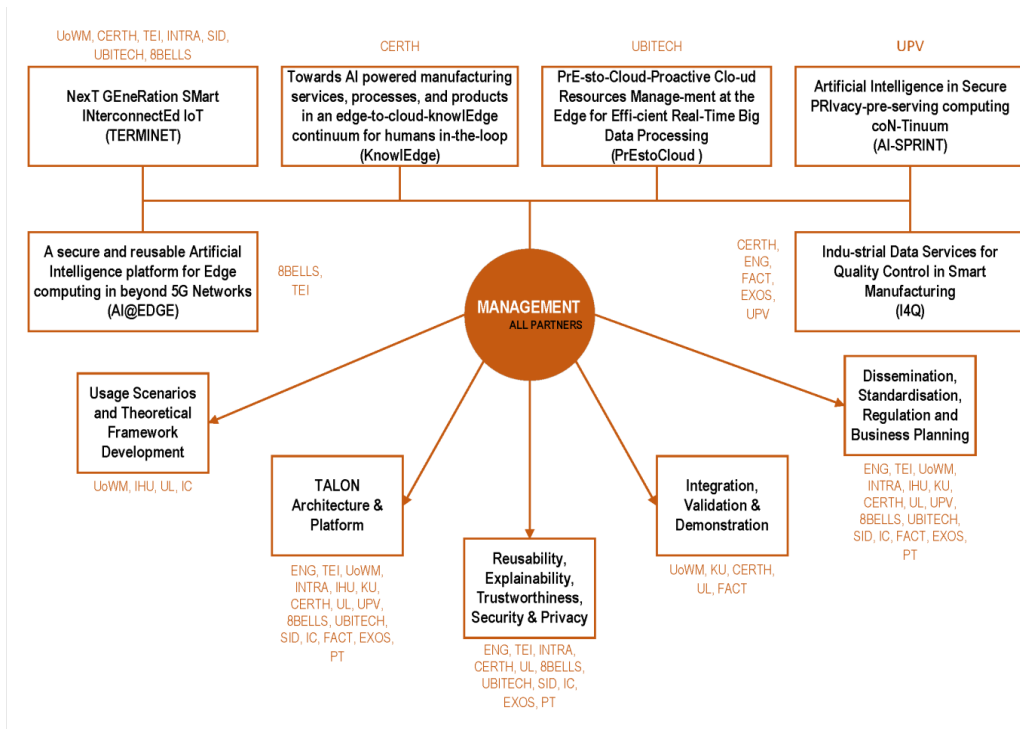 UoWM, CERTH, TEI, INTRA, SID,
UBITECH, 8BELLS
NexT GEneRation SMart
INterconnectEd IoT
(TERMINET)
CERTH
Towards AI powered manufacturing
services, processes, and products
in an edge-to-cloud-knowlEdge
continuum for humans in-the-loop
(KnowlEdge)
UBITECH
PrE-sto-Cloud-Proactive Clo-ud
Resources Manage-ment at the
Edge for Effi-cient Real-Time Big
Data Processing
(PrEstoCloud )
UPV
Artificial Intelligence in Secure
PRIvacy-pre-serving computing
coN-Tinuum
(AI-SPRINT)
A secure and reusable Artificial
Intelligence platform for Edge
computing in beyond 5G Networks
(AI@EDGE)
8BELLS,
TEI
CERTH,
ENG,
FACT,
EXOS,
UPV
Indu-strial Data Services for
Quality Control in Smart
Manufacturing
(I4Q)
MANAGEMENT
ALL PARTNERS
Usage Scenarios
and Theoretical
Framework
Development
UoWM, IHU, UL, IC
TALON
Architecture &
Platform
ENG, TEI, UoWM,
INTRA, IHU, KU,
CERTH, UL, UPV,
8BELLS, UBITECH,
SID, IC, FACT, EXOS,
PT
Reusability,
Explainability,
Trustworthiness,
Security & Privacy
ENG, TEI, INTRA,
CERTH, UL, 8BELLS,
UBITECH, SID, IC,
EXOS, PT
Integration,
Validation &
Demonstration
UoWM, KU, CERTH,
UL, FACT
Dissemination,
Standardisation,
Regulation and
Business Planning
ENG, TEI, UoWM,
INTRA, IHU, KU,
CERTH, UL, UPV,
8BELLS, UBITECH,
SID, IC, FACT, EXOS,
PT